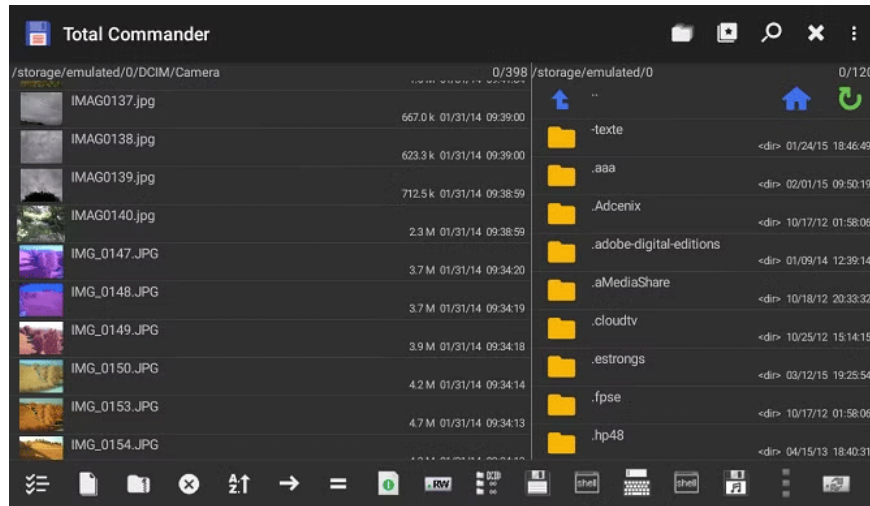 Total Commander
/storage/emulated/0/DCIM/Camera 0/398
IMAG0137.jpg
667.0 k 01/31/14 09:39:00
IMAG0138.jpg
623.3 k 01/31/14 09:39:00
IMAG0139.jpg
712.5 k 01/31/14 09:38:59
IMAG0140.jpg
2.3 M 01/31/14 09:38:59
IMG_0147.JPG
3.7 M 01/31/14 09:34:20
IMG_0148.JPG
3.7 M 01/31/14 09:34:19
IMG_0149.JPG
3.9 M 01/31/14 09:34:18
IMG_0150.JPG
4.2 M 01/31/14 09:34:14
IMG_0153.JPG
4.7 M 01/31/14 09:34:13
IMG_0154.JPG
/storage/emulated/0 0/120
..
-texte
<dir> 01/24/15 18:46:49
.aaa
<dir> 02/01/15 09:50:19
.Adcenix
<dir> 10/17/12 01:58:06
.adobe-digital-editions
<dir> 01/09/14 12:39:14
.aMediaShare
<dir> 10/18/12 20:33:32
.cloudtv
<dir> 10/25/12 15:14:15
.estrongs
<dir> 03/12/15 19:25:54
.fpse
<dir> 10/17/12 01:58:06
.hp48
<dir> 04/15/13 18:40:31
1
A
Z
.RW
DCIM
shell
shell